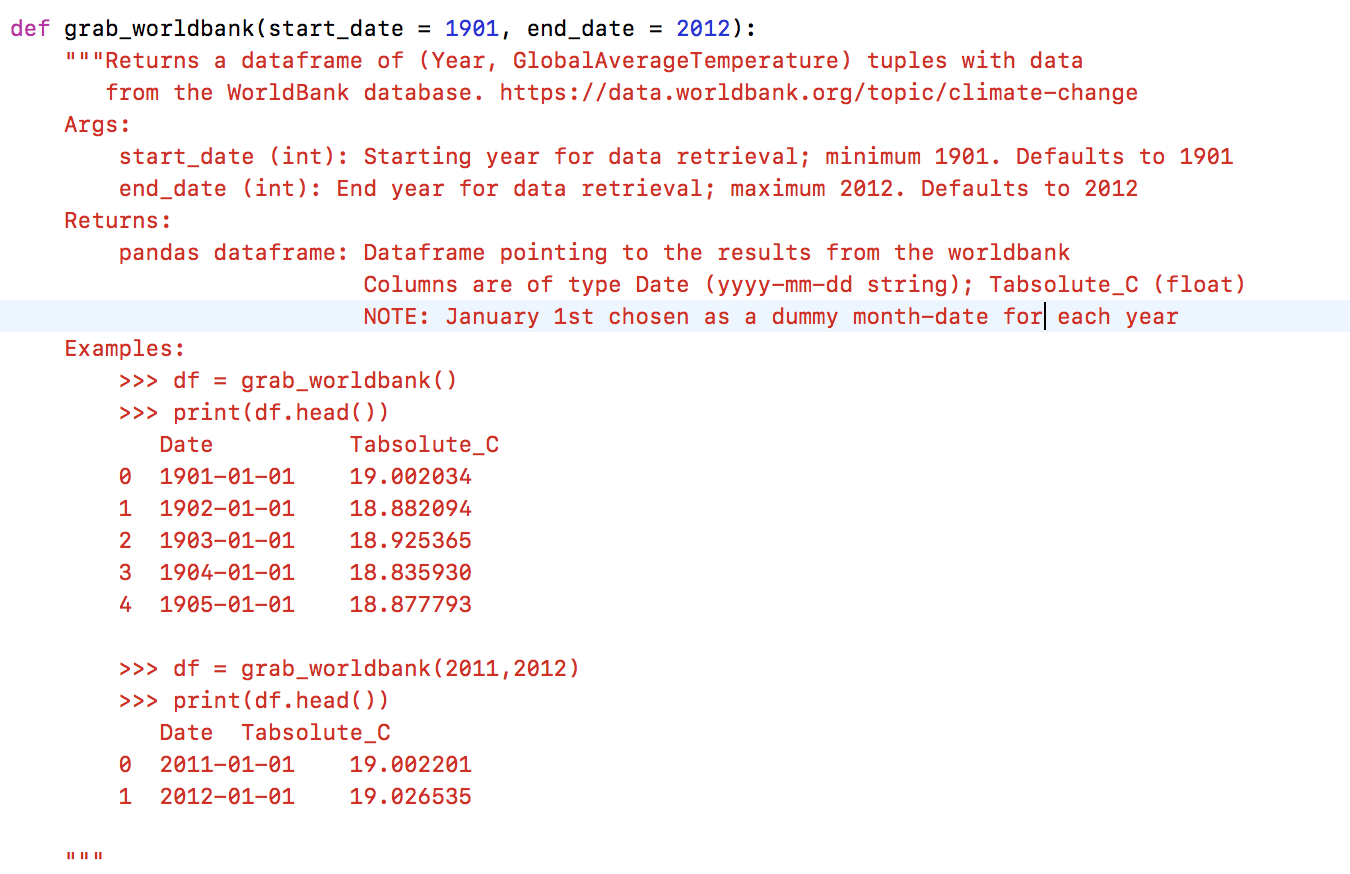 def grab_worldbank(start_date = 1901, end_date = 2012):
    """Returns a dataframe of (Year, GlobalAverageTemperature) tuples with data
       from the WorldBank database. https://data.worldbank.org/topic/climate-change
    Args:
        start_date (int): Starting year for data retrieval; minimum 1901. Defaults to 1901
        end_date (int): End year for data retrieval; maximum 2012. Defaults to 2012
    Returns:
        pandas dataframe: Dataframe pointing to the results from the worldbank
                          Columns are of type Date (yyyy-mm-dd string); Tabsolute_C (float)
                          NOTE: January 1st chosen as a dummy month-date for each year
    Examples:
        >>> df = grab_worldbank()
        >>> print(df.head())
           Date          Tabsolute_C
        0  1901-01-01    19.002034
        1  1902-01-01    18.882094
        2  1903-01-01    18.925365
        3  1904-01-01    18.835930
        4  1905-01-01    18.877793

        >>> df = grab_worldbank(2011,2012)
        >>> print(df.head())
           Date  Tabsolute_C
        0  2011-01-01    19.002201
        1  2012-01-01    19.026535

    """